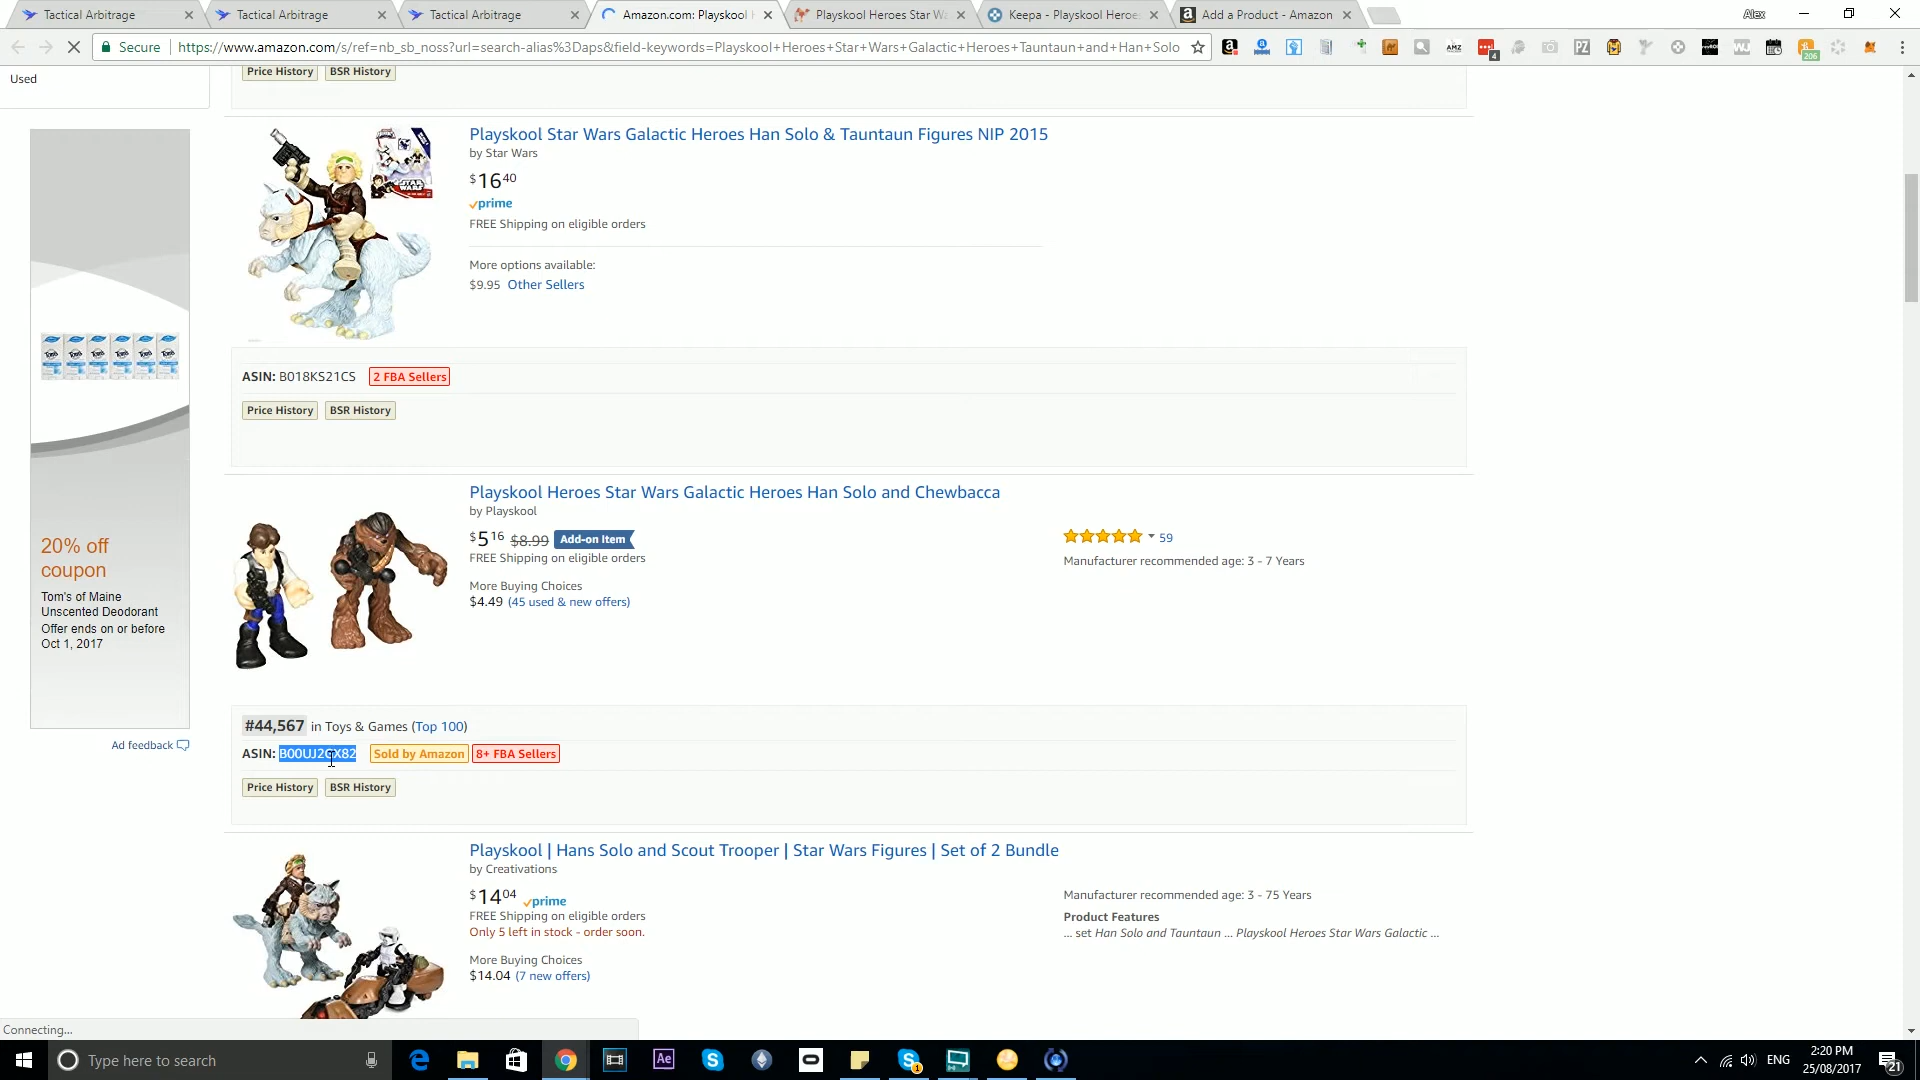 Tactical Arbitrage
Tactical Arbitrage
Tactical Arbitrage
Amazon.com: Playskool
Playskool Heroes Star Wa
Keepa - Playskool Heroe
Add a Product - Amazon
Alex
Secure
https://www.amazon.com/s/ref=nb_sb_noss?url=search-alias%3Daps&field-keywords=Playskool+Heroes+Star+Wars+Galactic+Heroes+Tauntaun+and+Han+Solo
Used
Price History BSR History
Playskool Star Wars Galactic Heroes Han Solo & Tauntaun Figures NIP 2015
by Star Wars
$16 40
prime
FREE Shipping on eligible orders
More options available:
$9.95 Other Sellers
ASIN: B018KS21CS 2 FBA Sellers
Price History BSR History
Playskool Heroes Star Wars Galactic Heroes Han Solo and Chewbacca
by Playskool
$5 16 $8.99 Add-on Item
FREE Shipping on eligible orders
More Buying Choices
$4.49 (45 used & new offers)
59
Manufacturer recommended age: 3 - 7 Years
#44,567 in Toys & Games (Top 100)
ASIN: B00UJ2GX82 Sold by Amazon 8+ FBA Sellers
Price History BSR History
Playskool | Hans Solo and Scout Trooper | Star Wars Figures | Set of 2 Bundle
by Creativations
$14 04 prime
FREE Shipping on eligible orders
Only 5 left in stock - order soon.
More Buying Choices
$14.04 (7 new offers)
Manufacturer recommended age: 3 - 75 Years
Product Features
... set Han Solo and Tauntaun ... Playskool Heroes Star Wars Galactic ...
20% off
coupon
Tom's of Maine
Unscented Deodorant
Offer ends on or before
Oct 1, 2017
Ad feedback
Connecting...
Type here to search
ENG
2:20 PM
25/08/2017
21